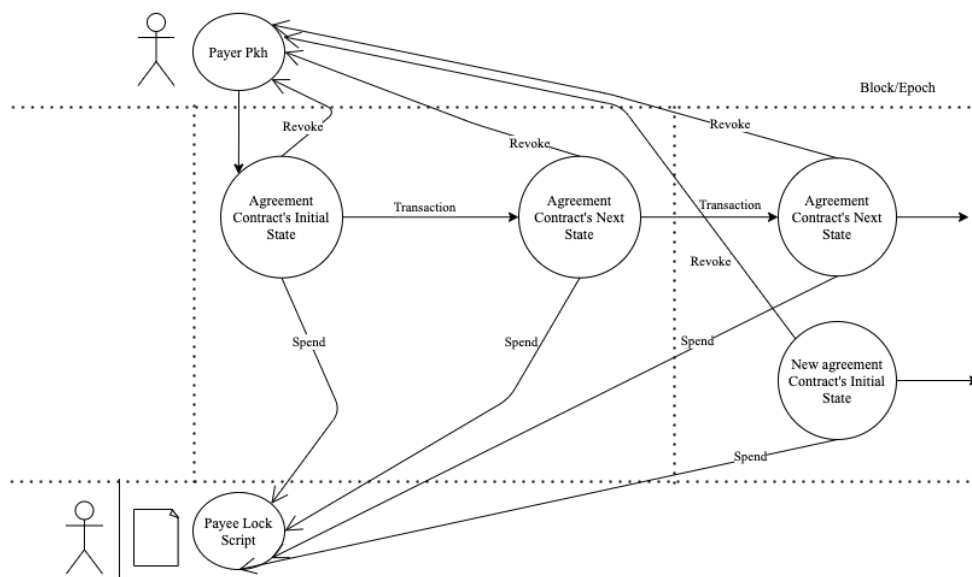 Payer Pkh
Block/Epoch
Revoke
Revoke
Revoke
Agreement
Contract's Initial
State
Transaction
Agreement
Contract's Next
State
Transaction
Agreement
Contract's Next
State
Revoke
Spend
Spend
Spend
New agreement
Contract's Initial
State
Spend
Payee Lock
Script